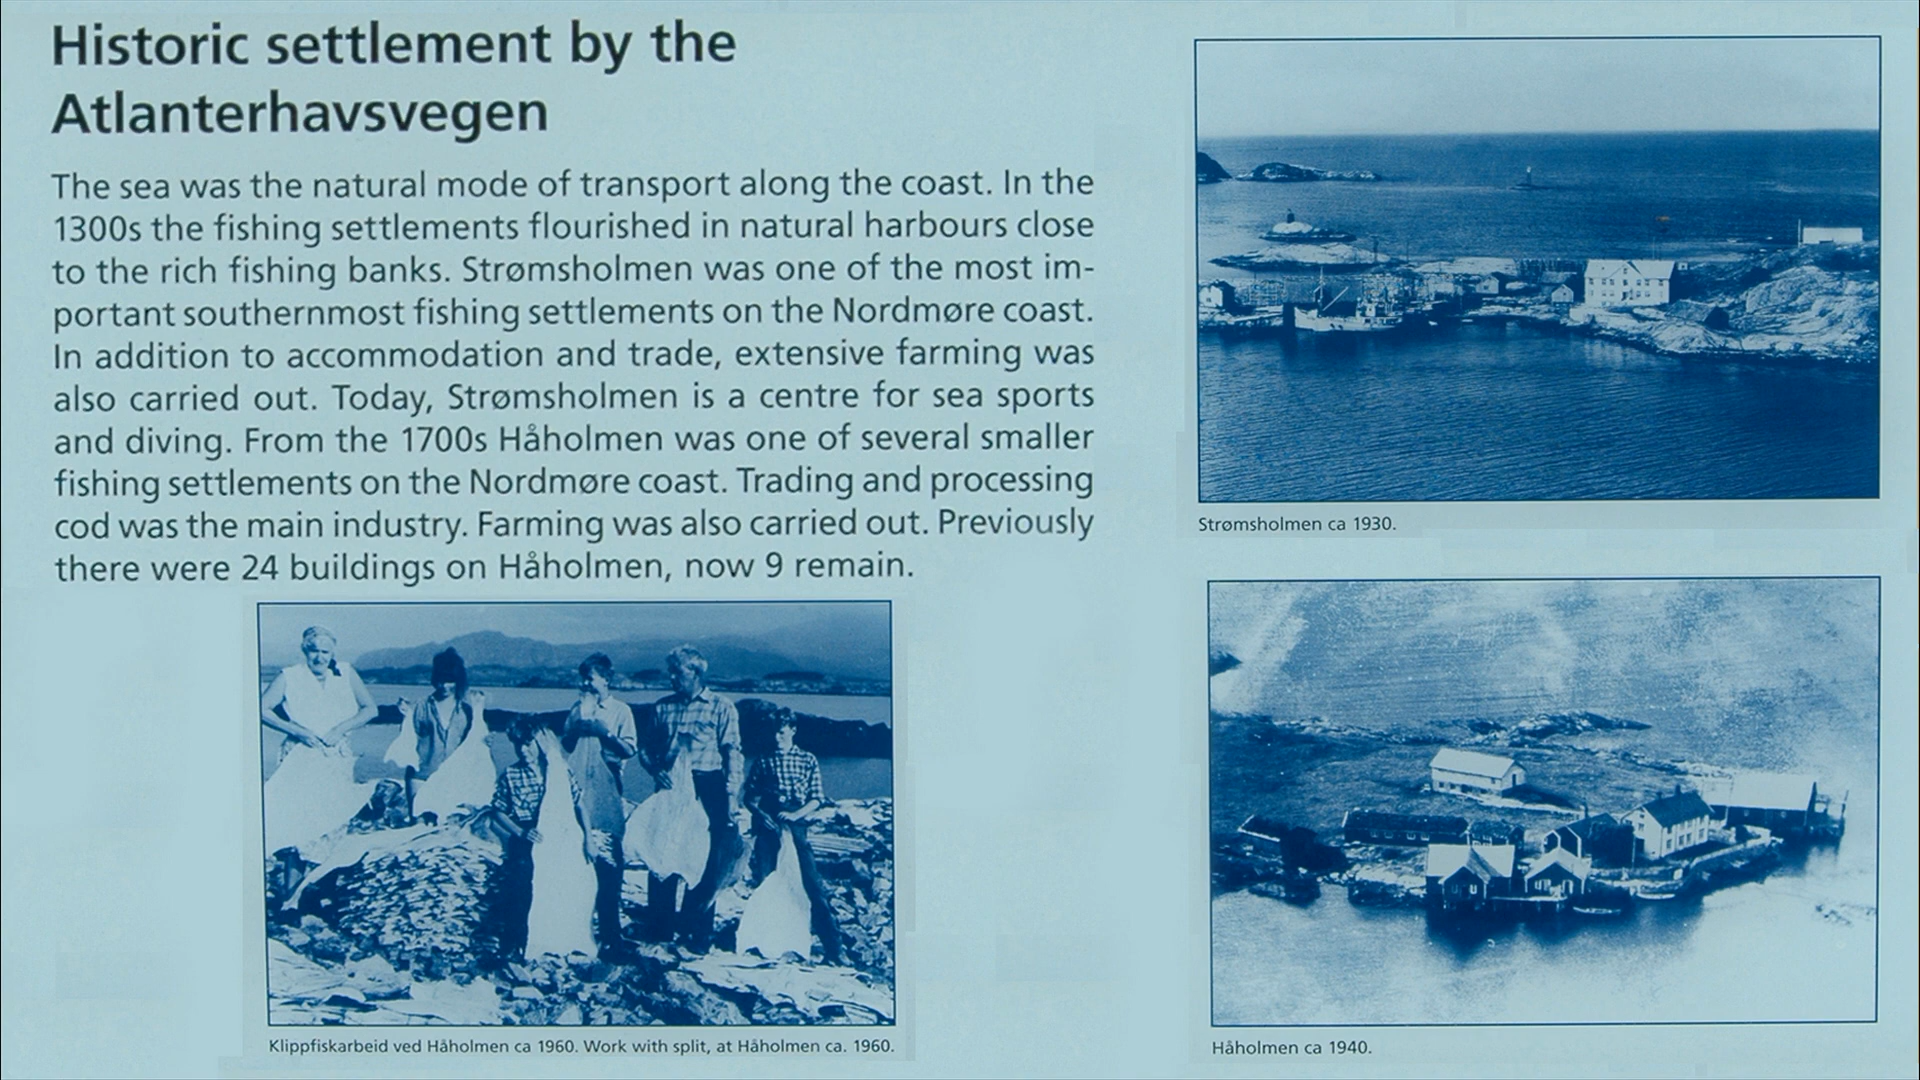 Historic settlement by the
Atlanterhavsvegen
The sea was the natural mode of transport along the coast. In the
1300s the fishing settlements flourished in natural harbours close
to the rich fishing banks. Strømsholmen was one of the most im-
portant southernmost fishing settlements on the Nordmøre coast.
In addition to accommodation and trade, extensive farming was
also carried out. Today, Strømsholmen is a centre for sea sports
and diving. From the 1700s Håholmen was one of several smaller
fishing settlements on the Nordmøre coast. Trading and processing
cod was the main industry. Farming was also carried out. Previously
there were 24 buildings on Håholmen, now 9 remain.
Strømsholmen ca 1930.
Klippfiskarbeid ved Håholmen ca 1960. Work with split, at Håholmen ca. 1960.
Håholmen ca 1940.